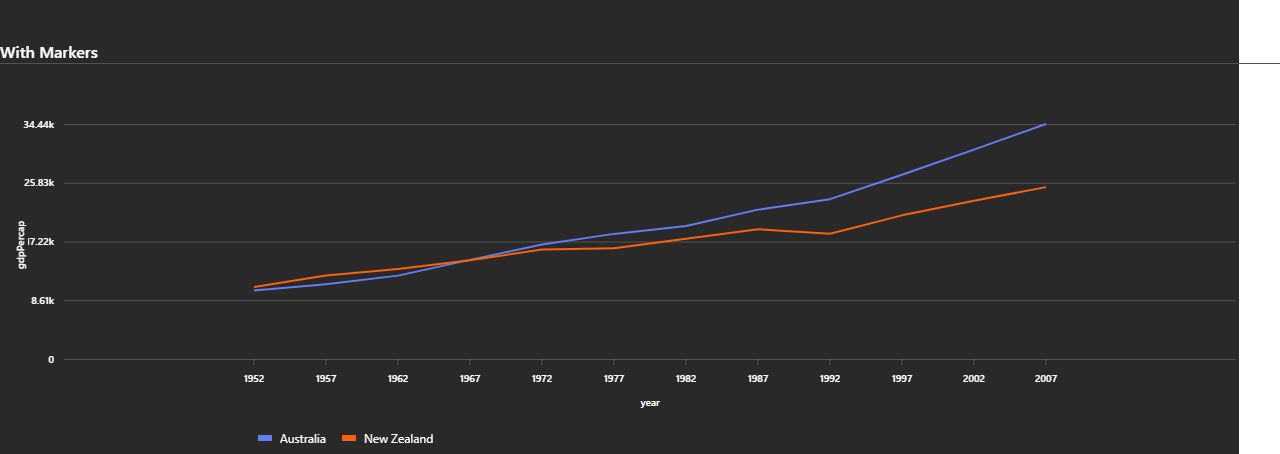 With Markers
34.44k
25.83k
17.22k
8.61k
0
gdpPercap
1952 1957 1962 1967 1972 1977 1982 1987 1992 1997 2002 2007
year
Australia New Zealand